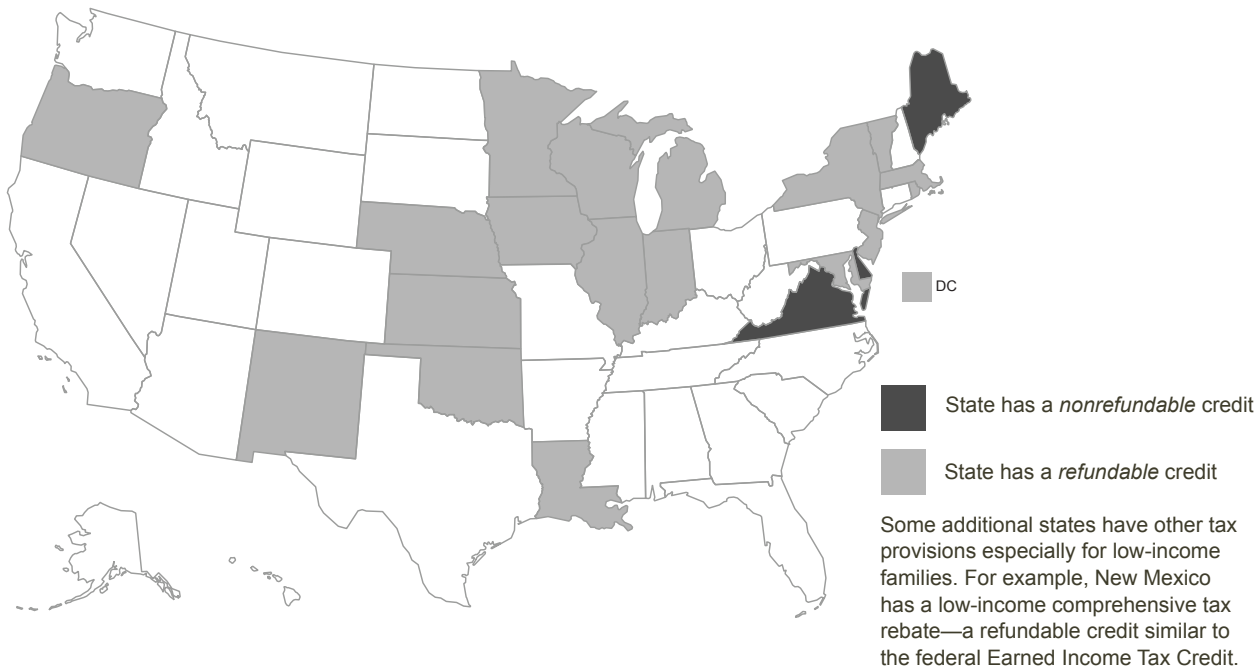 DC
State has a nonrefundable credit
State has a refundable credit
Some additional states have other tax
provisions especially for low-income
families. For example, New Mexico
has a low-income comprehensive tax
rebate—a refundable credit similar to
the federal Earned Income Tax Credit.